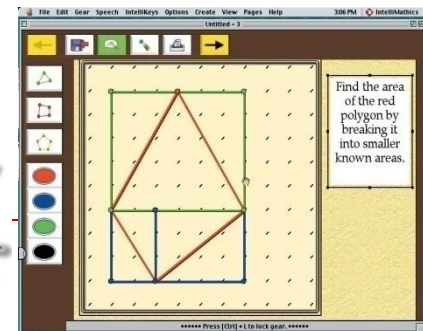 File Edit Gear Speech IntelliKeys Options Create View Pages Help 3:06 PM IntelliMathics
Untitled - 3
Find the area
of the red
polygon by
breaking it
into smaller
known areas.
•••••• Press [Ctrl] + L to lock gear. ••••••